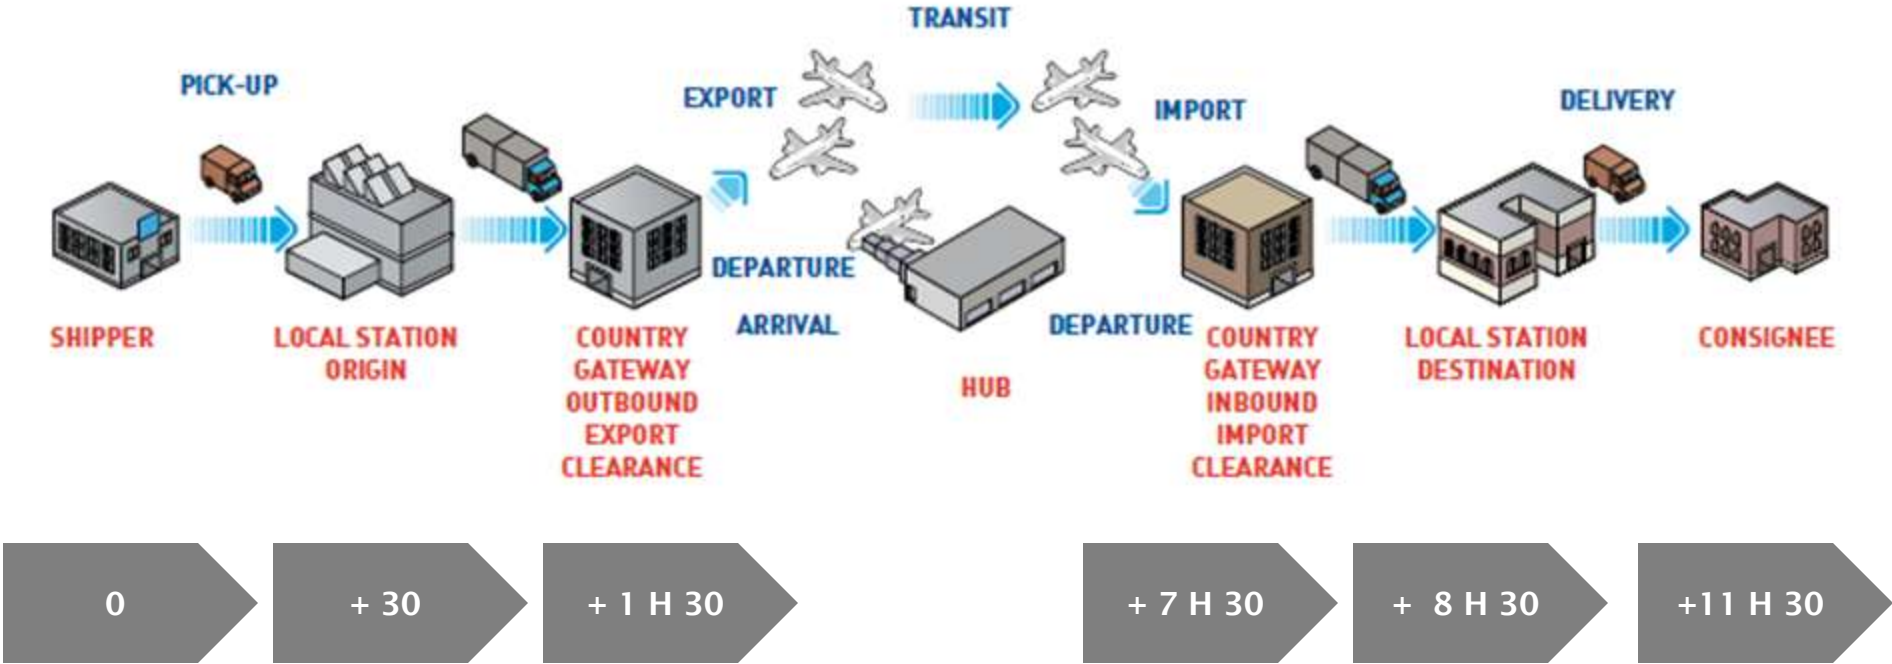 TRANSIT
PICK-UP
EXPORT
IMPORT
DELIVERY
DEPARTURE
ARRIVAL
DEPARTURE
SHIPPER
LOCAL STATION
ORIGIN
COUNTRY
GATEWAY
OUTBOUND
EXPORT
CLEARANCE
HUB
COUNTRY
GATEWAY
INBOUND
IMPORT
CLEARANCE
LOCAL STATION
DESTINATION
CONSIGNEE
0
+ 30
+ 1 H 30
+ 7 H 30
+ 8 H 30
+11 H 30